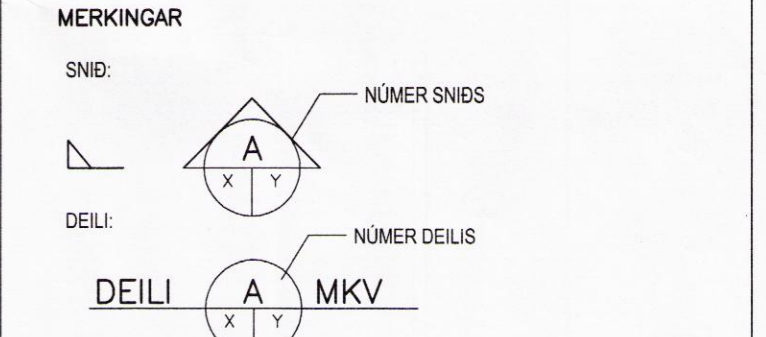 MERKINGAR
SNIÐ:
NÚMER SNIÐS
A
X Y
DEILI:
NÚMER DEILIS
DEILI A MKV
X Y